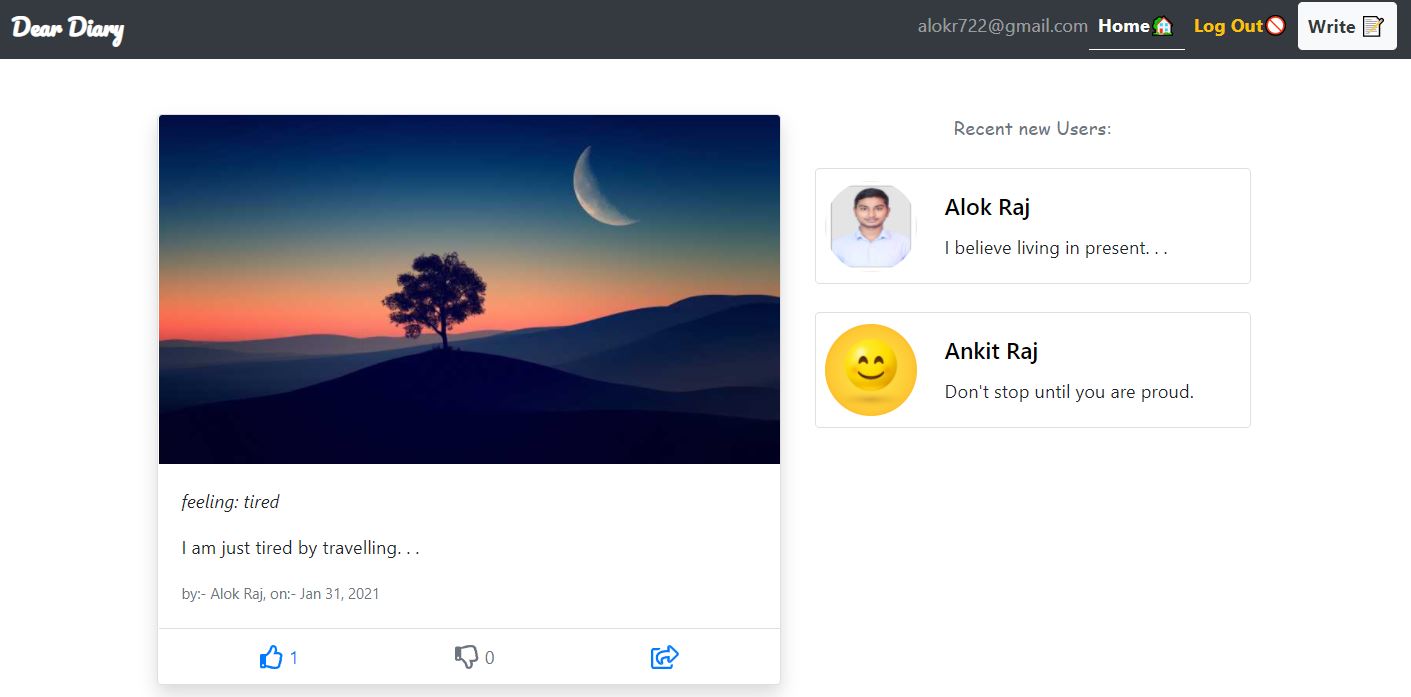 Dear Diary
alokr722@gmail.com Home Log Out Write
Recent new Users:
Alok Raj
I believe living in present. . .
Ankit Raj
Don't stop until you are proud.
feeling: tired
I am just tired by travelling. . .
by:- Alok Raj, on:- Jan 31, 2021
1 0